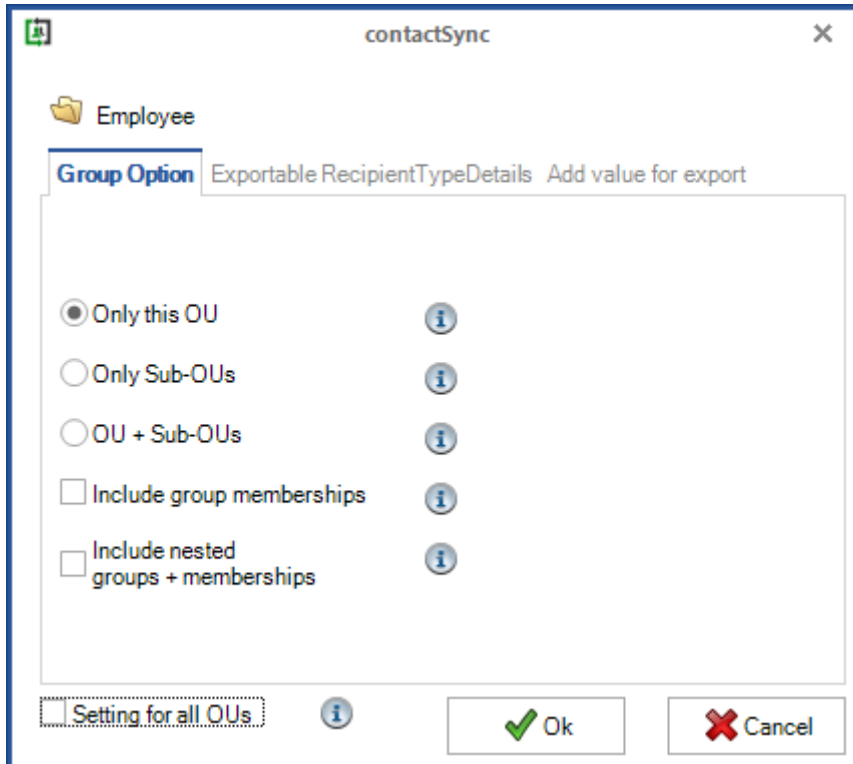 contactSync
Employee
Group Option Exportable RecipientTypeDetails Add value for export
Only this OU
Only Sub-OUs
OU + Sub-OUs
Include group memberships
Include nested
groups + memberships
Setting for all OUs
Ok
Cancel